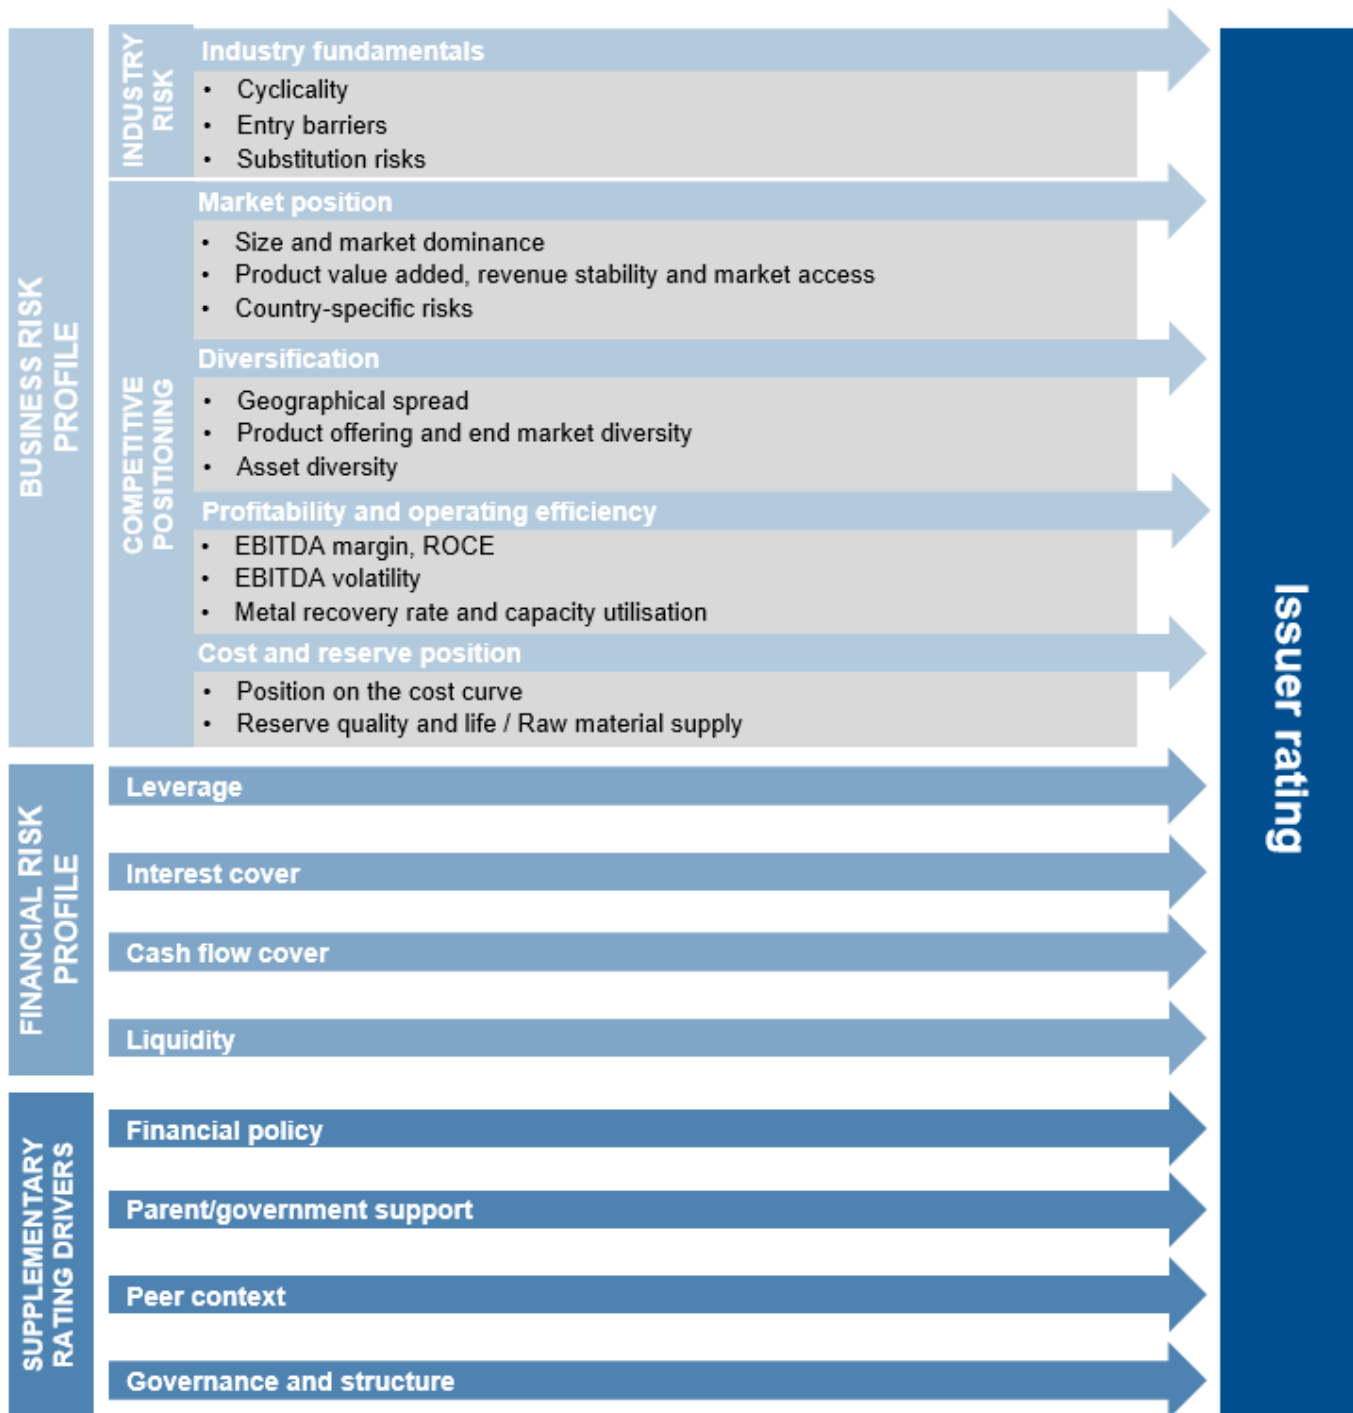 BUSINESS RISK
PROFILE
INDUSTRY
RISK
Industry fundamentals
• Cyclicality
• Entry barriers
• Substitution risks
COMPETITIVE
POSITIONING
Market position
• Size and market dominance
• Product value added, revenue stability and market access
• Country-specific risks
Diversification
• Geographical spread
• Product offering and end market diversity
• Asset diversity
Profitability and operating efficiency
• EBITDA margin, ROCE
• EBITDA volatility
• Metal recovery rate and capacity utilisation
Cost and reserve position
• Position on the cost curve
• Reserve quality and life / Raw material supply
FINANCIAL RISK
PROFILE
Leverage
Interest cover
Cash flow cover
Liquidity
SUPPLEMENTARY
RATING DRIVERS
Financial policy
Parent/government support
Peer context
Governance and structure
Issuer rating